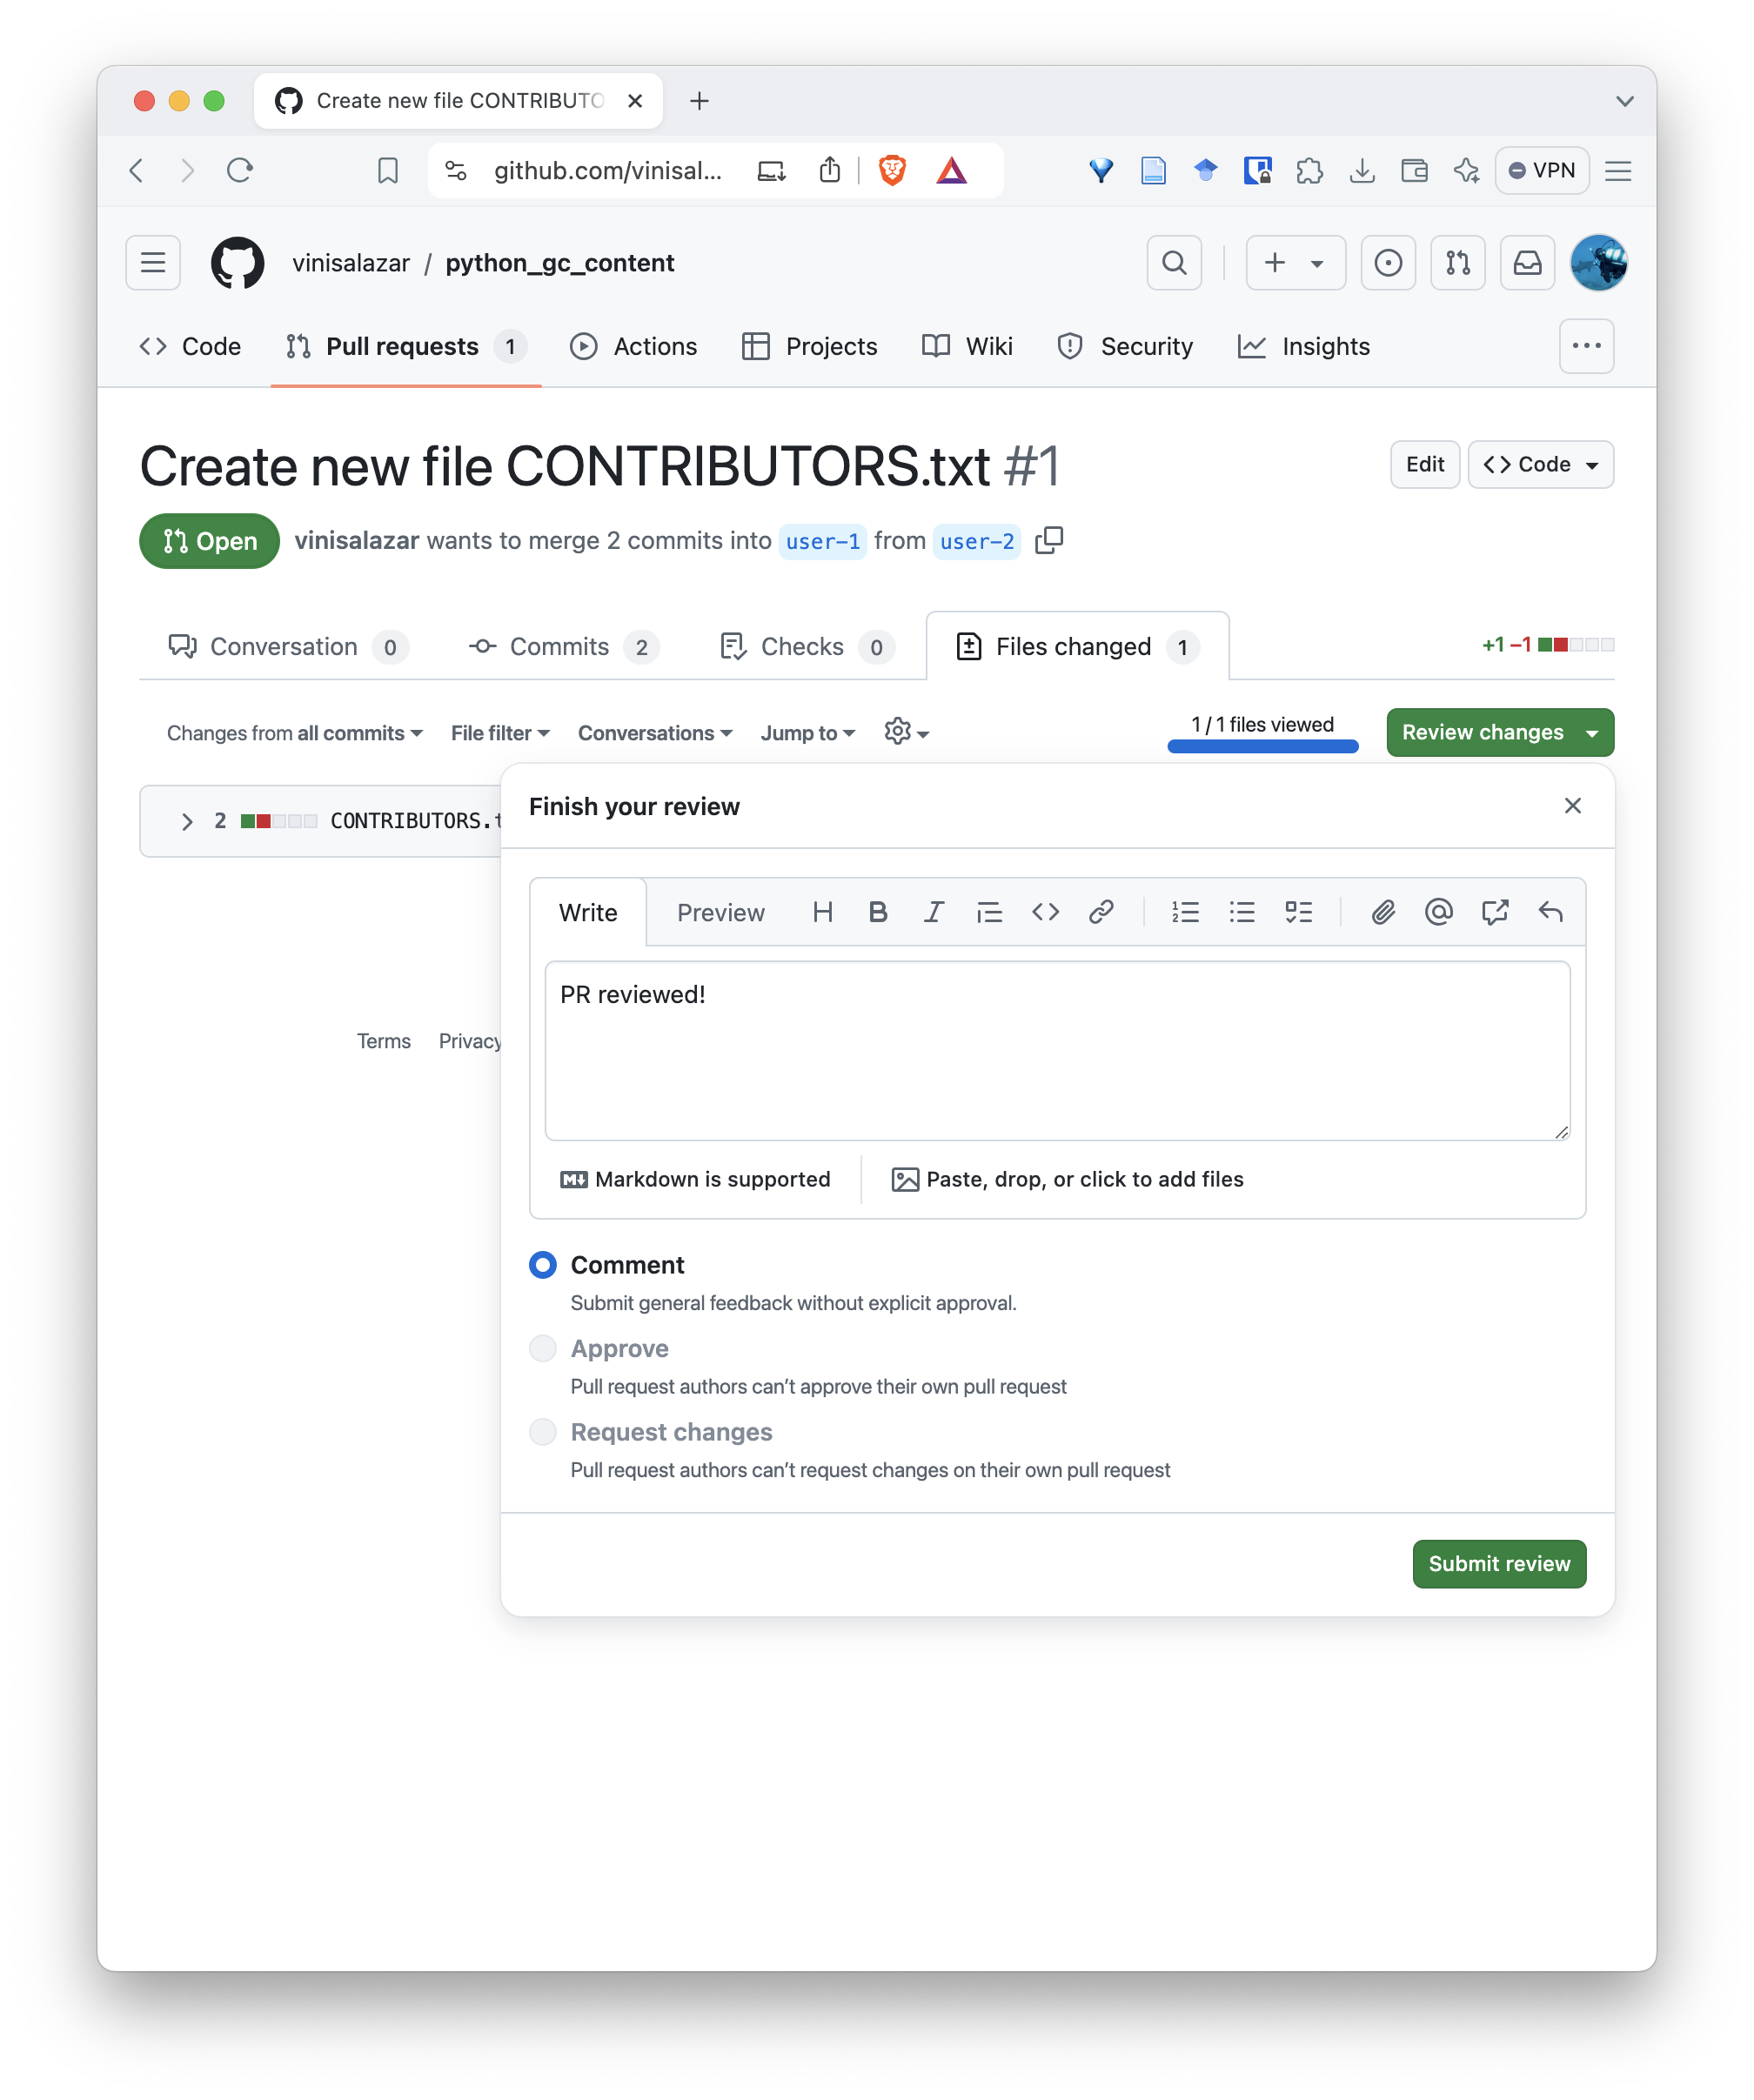 Create new file CONTRIBUTO
github.com/vinisal...
VPN
vinisalazar / python_gc_content
Code Pull requests 1 Actions Projects Wiki Security Insights
Create new file CONTRIBUTORS.txt #1
Edit Code
Open vinisalazar wants to merge 2 commits into user-1 from user-2
Conversation 0 Commits 2 Checks 0 Files changed 1 +1 −1
Changes from all commits File filter Conversations Jump to 1 / 1 files viewed Review changes
2 CONTRIBUTORS.t
Finish your review
Write Preview
PR reviewed!
Terms Privacy
Markdown is supported Paste, drop, or click to add files
Comment
Submit general feedback without explicit approval.
Approve
Pull request authors can’t approve their own pull request
Request changes
Pull request authors can’t request changes on their own pull request
Submit review